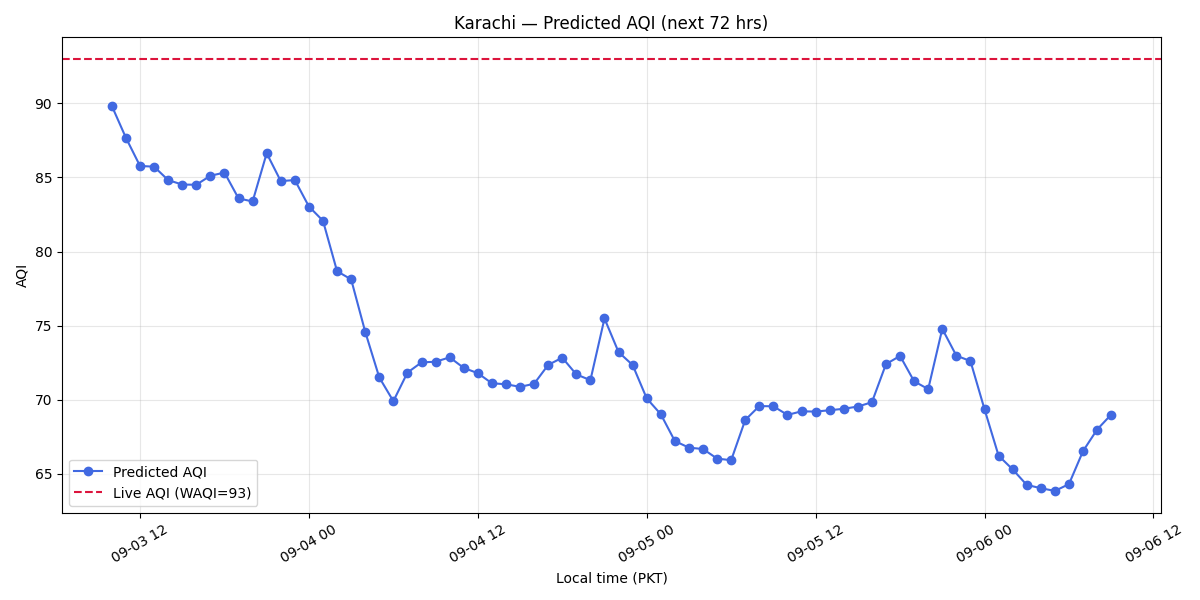 Karachi — Predicted AQI (next 72 hrs)
AQI
90
85
80
75
70
65
Predicted AQI
Live AQI (WAQI=93)
09-03 12
09-04 00
09-04 12
09-05 00
09-05 12
09-06 00
09-06 12
Local time (PKT)